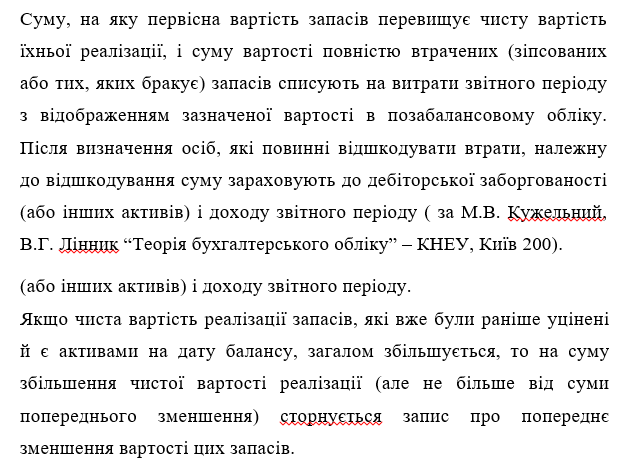 Суму, на яку первісна вартість запасів перевищує чисту вартість
їхньої реалізації, і суму вартості повністю втрачених (зіпсованих
або тих, яких бракує) запасів списують на витрати звітного періоду
з відображенням зазначеної вартості в позабалансовому обліку.
Після визначення осіб, які повинні відшкодувати втрати, належну
до відшкодування суму зараховують до дебіторської заборгованості
(або інших активів) і доходу звітного періоду ( за М.В. Кужельний,
В.Г. Лінник “Теорія бухгалтерського обліку” – КНЕУ, Київ 200).
(або інших активів) і доходу звітного періоду.
Якщо чиста вартість реалізації запасів, які вже були раніше уцінені
й є активами на дату балансу, загалом збільшується, то на суму
збільшення чистої вартості реалізації (але не більше від суми
попереднього зменшення) сторнується запис про попереднє
зменшення вартості цих запасів.